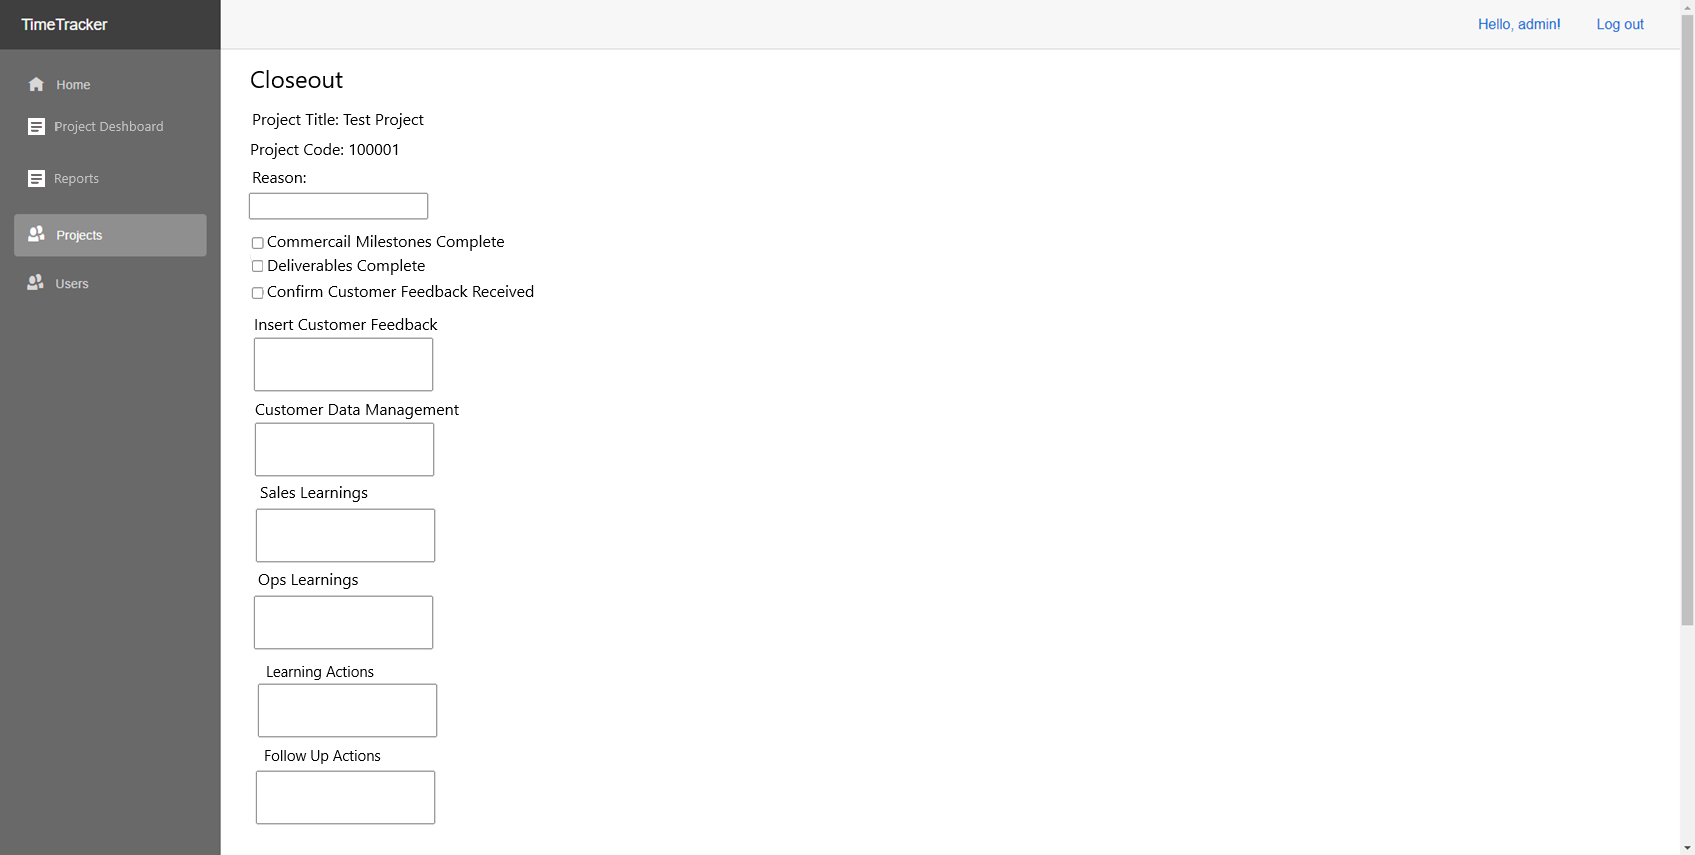 TimeTracker
Hello, admin!
Log out
Home
Project Deshboard
Reports
Projects
Users
Closeout
Project Title: Test Project
Project Code: 100001
Reason:
Commercail Milestones Complete
Deliverables Complete
Confirm Customer Feedback Received
Insert Customer Feedback
Customer Data Management
Sales Learnings
Ops Learnings
Learning Actions
Follow Up Actions